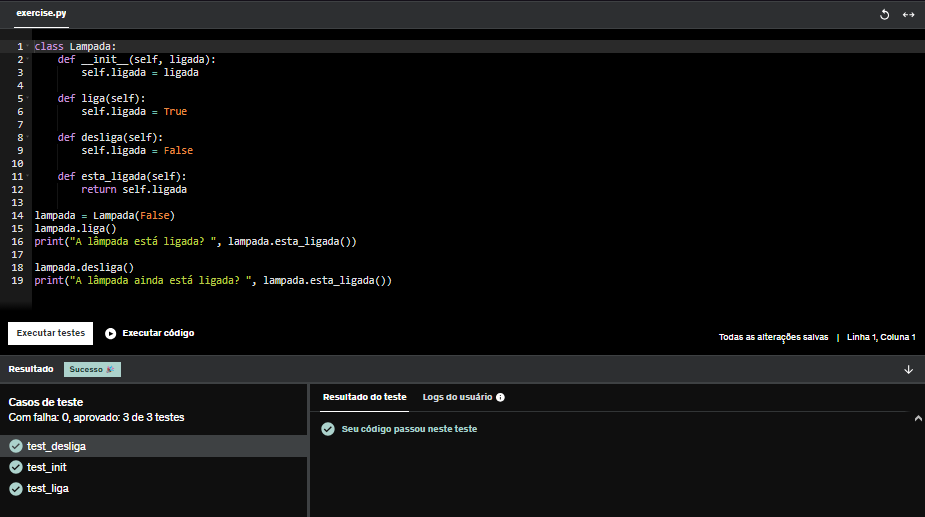 exercise.py
1 class Lampada:
2     def __init__(self, ligada):
3         self.ligada = ligada
4
5     def liga(self):
6         self.ligada = True
7
8     def desliga(self):
9         self.ligada = False
10
11     def esta_ligada(self):
12         return self.ligada
13
14 lampada = Lampada(False)
15 lampada.liga()
16 print("A lâmpada está ligada? ", lampada.esta_ligada())
17
18 lampada.desliga()
19 print("A lâmpada ainda está ligada? ", lampada.esta_ligada())
Executar testes Executar código Todas as alterações salvas | Linha 1, Coluna 1
Resultado Sucesso 🎉
Casos de teste
Com falha: 0, aprovado: 3 de 3 testes
test_desliga
test_init
test_liga
Resultado do teste Logs do usuário
Seu código passou neste teste